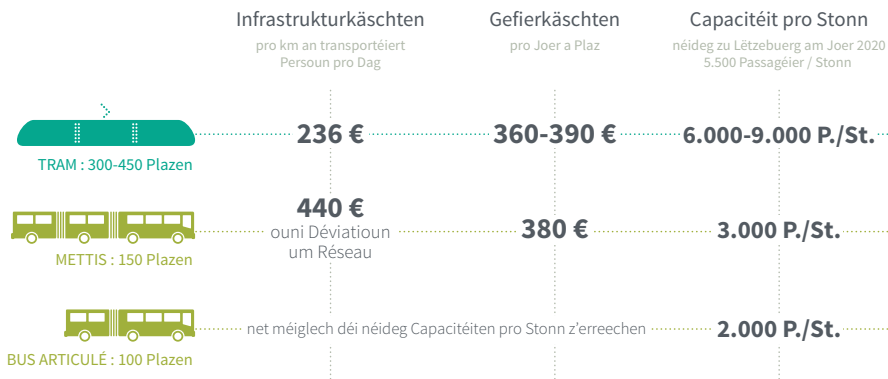 Infrastrukturkäschten
pro km an transportéiert
Persoun pro Dag
Gefierkäschten
pro Joer a Plaz
Capacitéit pro Stonn
néideg zu Lëtzebuerg am Joer 2020
5.500 Passagéier / Stonn
TRAM : 300-450 Plazen
236 €
360-390 €
6.000-9.000 P./St.
METTIS : 150 Plazen
440 €
ouni Déviatioun
um Réseau
380 €
3.000 P./St.
BUS ARTICULÉ : 100 Plazen
net méiglech déi néideg Capacitéiten pro Stonn z'erreechen
2.000 P./St.